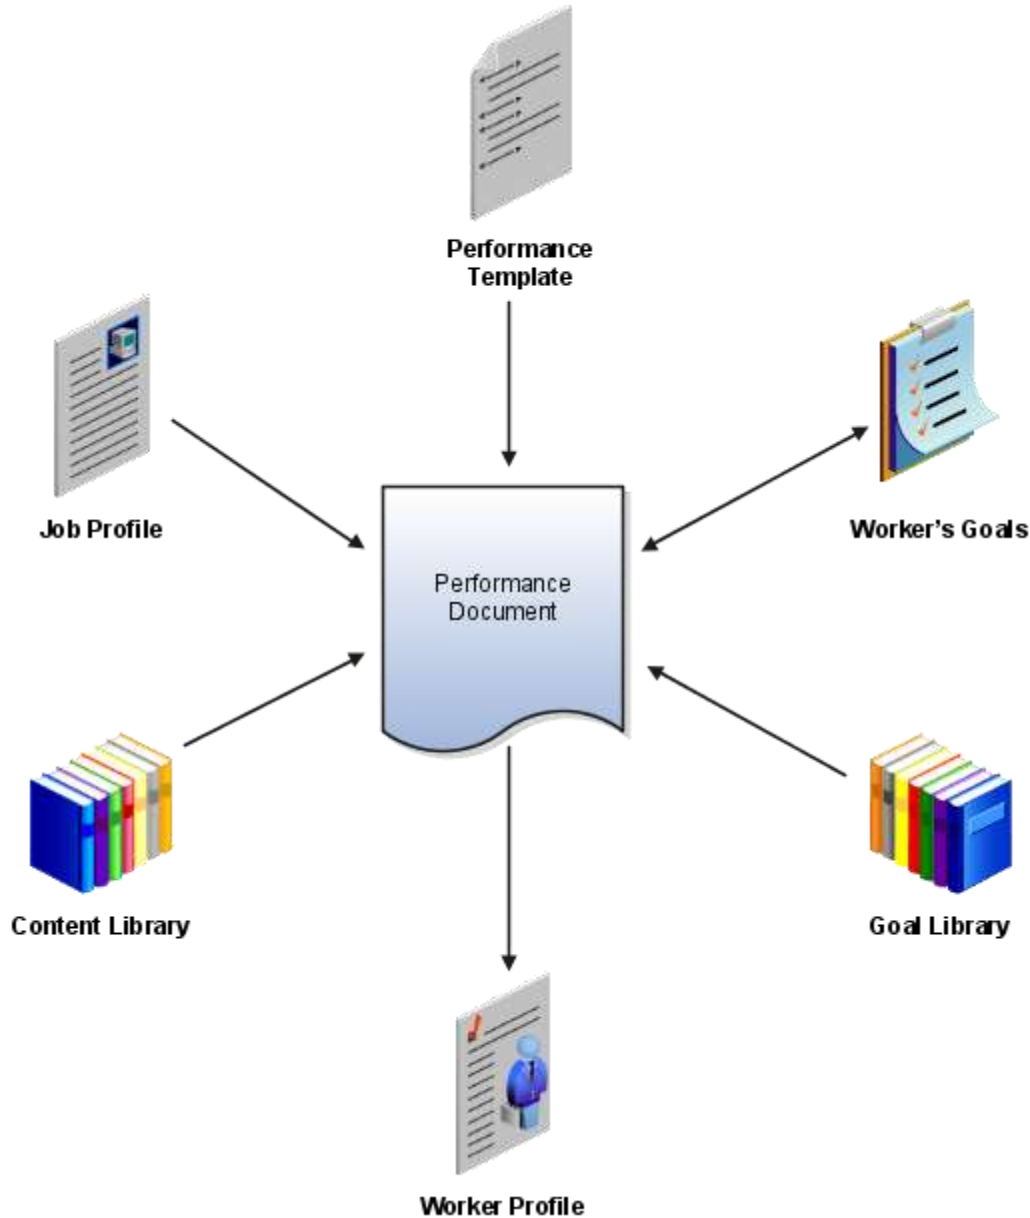 Performance
Template
Job Profile
Worker's Goals
Performance
Document
Content Library
Goal Library
Worker Profile